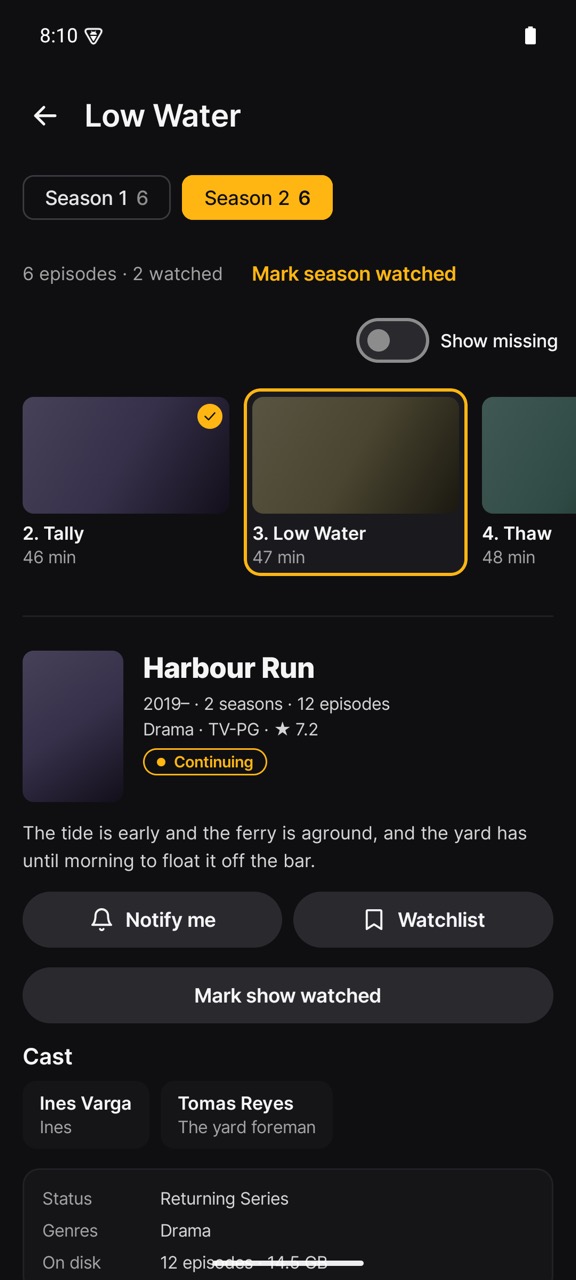 8:10
Low Water
Season 1 6
Season 2 6
6 episodes · 2 watched
Mark season watched
Show missing
2. Tally
46 min
3. Low Water
47 min
4. Thaw
48 min
Harbour Run
2019– · 2 seasons · 12 episodes
Drama · TV-PG · ★ 7.2
Continuing
The tide is early and the ferry is aground, and the yard has
until morning to float it off the bar.
Notify me
Watchlist
Mark show watched
Cast
Ines Varga
Ines
Tomas Reyes
The yard foreman
Status
Returning Series
Genres
Drama
On disk
12 episodes · 14.5 GB